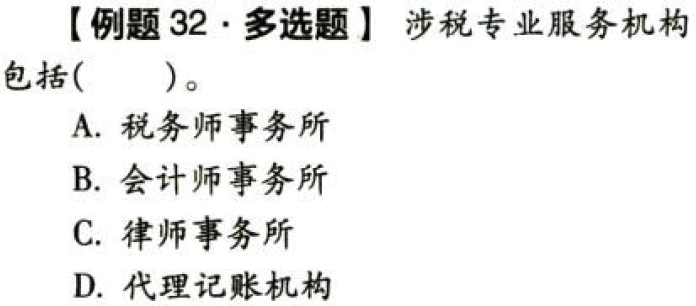 【例题 32·多选题】 涉税专业服务机构
包括(　　)。
A. 税务师事务所
B. 会计师事务所
C. 律师事务所
D. 代理记账机构